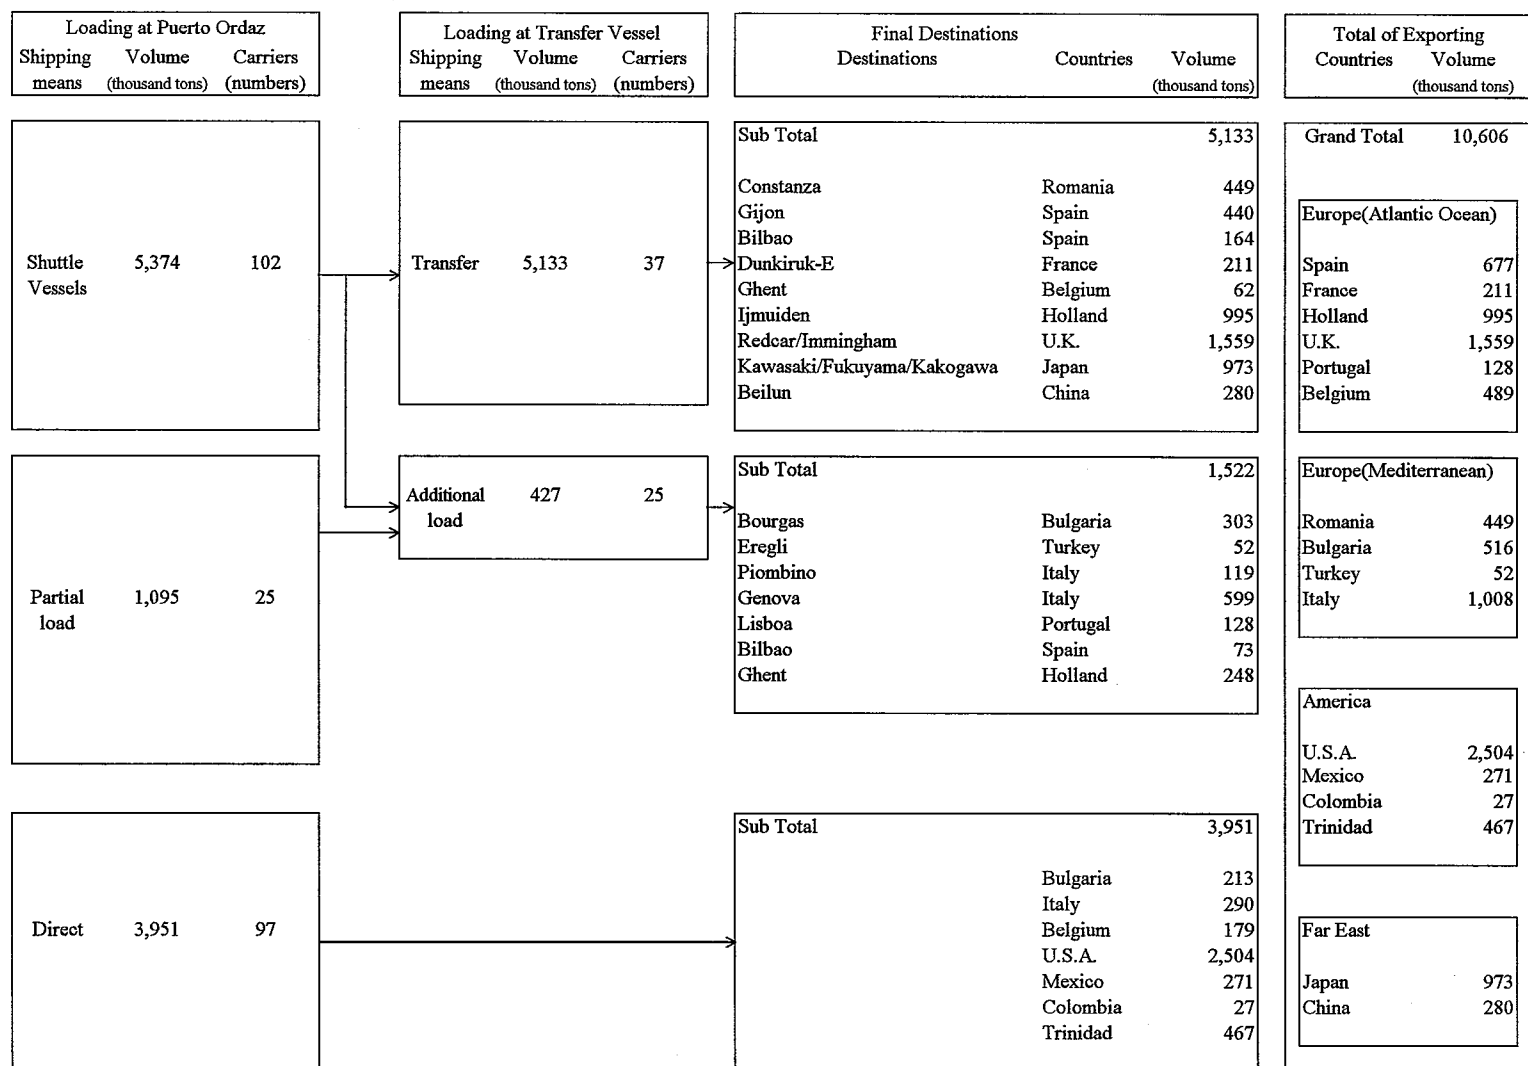 Loading at Puerto Ordaz
Shipping means Volume (thousand tons) Carriers (numbers)
Loading at Transfer Vessel
Shipping means Volume (thousand tons) Carriers (numbers)
Final Destinations
Destinations Countries Volume (thousand tons)
Total of Exporting
Countries Volume (thousand tons)
Shuttle Vessels 5,374 102
Transfer 5,133 37
Sub Total 5,133
Constanza Romania 449
Gijon Spain 440
Bilbao Spain 164
Dunkiruk-E France 211
Ghent Belgium 62
Ijmuiden Holland 995
Redcar/Immingham U.K. 1,559
Kawasaki/Fukuyama/Kakogawa Japan 973
Beilun China 280
Partial load 1,095 25
Additional load 427 25
Sub Total 1,522
Bourgas Bulgaria 303
Eregli Turkey 52
Piombino Italy 119
Genova Italy 599
Lisboa Portugal 128
Bilbao Spain 73
Ghent Holland 248
Direct 3,951 97
Sub Total 3,951
Bulgaria 213
Italy 290
Belgium 179
U.S.A. 2,504
Mexico 271
Colombia 27
Trinidad 467
Grand Total 10,606
Europe(Atlantic Ocean)
Spain 677
France 211
Holland 995
U.K. 1,559
Portugal 128
Belgium 489
Europe(Mediterranean)
Romania 449
Bulgaria 516
Turkey 52
Italy 1,008
America
U.S.A. 2,504
Mexico 271
Colombia 27
Trinidad 467
Far East
Japan 973
China 280